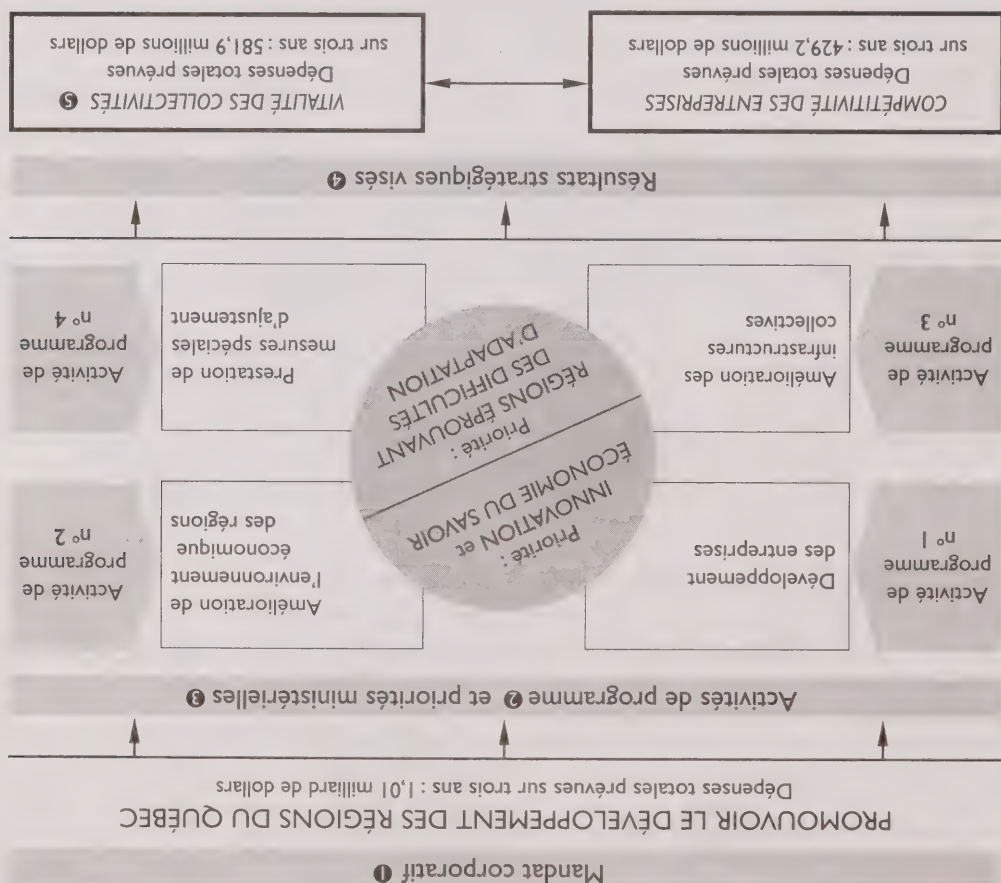 Mandat corporatif ❶
PROMOUVOIR LE DÉVELOPPEMENT DES RÉGIONS DU QUÉBEC
Dépenses totales prévues sur trois ans : 1,01 milliard de dollars
Activités de programme ❷ et priorités ministérielles ❸
Activité de
programme
nº 1
Développement
des entreprises
Priorité :
INNOVATION et
ÉCONOMIE DU SAVOIR
Amélioration de
l'environnement
économique
des régions
Activité de
programme
nº 2
Activité de
programme
nº 3
Amélioration des
infrastructures
collectives
Priorité :
RÉGIONS ÉPROUVANT
DES DIFFICULTÉS
D'ADAPTATION
Prestation de
mesures spéciales
d'ajustement
Activité de
programme
nº 4
Résultats stratégiques visés ❹
COMPÉTITIVITÉ DES ENTREPRISES
Dépenses totales prévues
sur trois ans : 429,2 millions de dollars
VITALITÉ DES COLLECTIVITÉS ❺
Dépenses totales prévues
sur trois ans : 581,9 millions de dollars